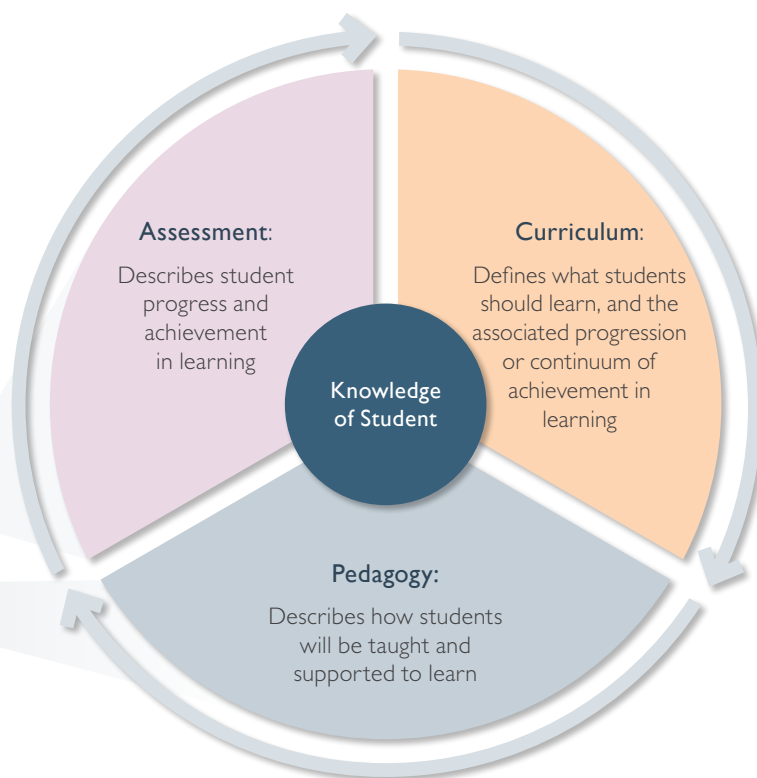 Assessment:
Describes student
progress and
achievement
in learning
Curriculum:
Defines what students
should learn, and the
associated progression
or continuum of
achievement in
learning
Knowledge
of Student
Pedagogy:
Describes how students
will be taught and
supported to learn